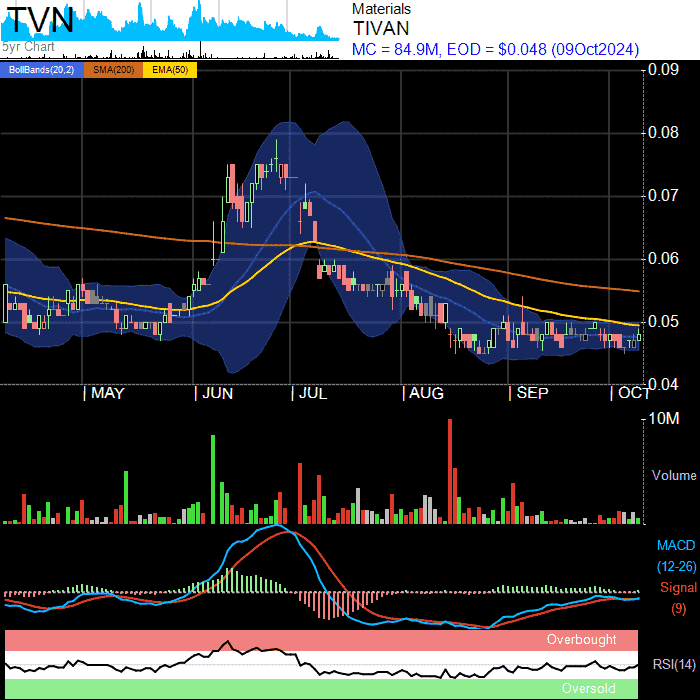 TVN
5yr Chart
Materials
TIVAN
MC = 84.9M, EOD = $0.048 (09Oct2024)
BollBands(20,2) SMA(200) EMA(50)
0.09
0.08
0.07
0.06
0.05
0.04
| MAY | JUN | JUL | AUG | SEP | OCT
10M
Volume
MACD
(12-26)
Signal
(9)
Overbought
RSI(14)
Oversold